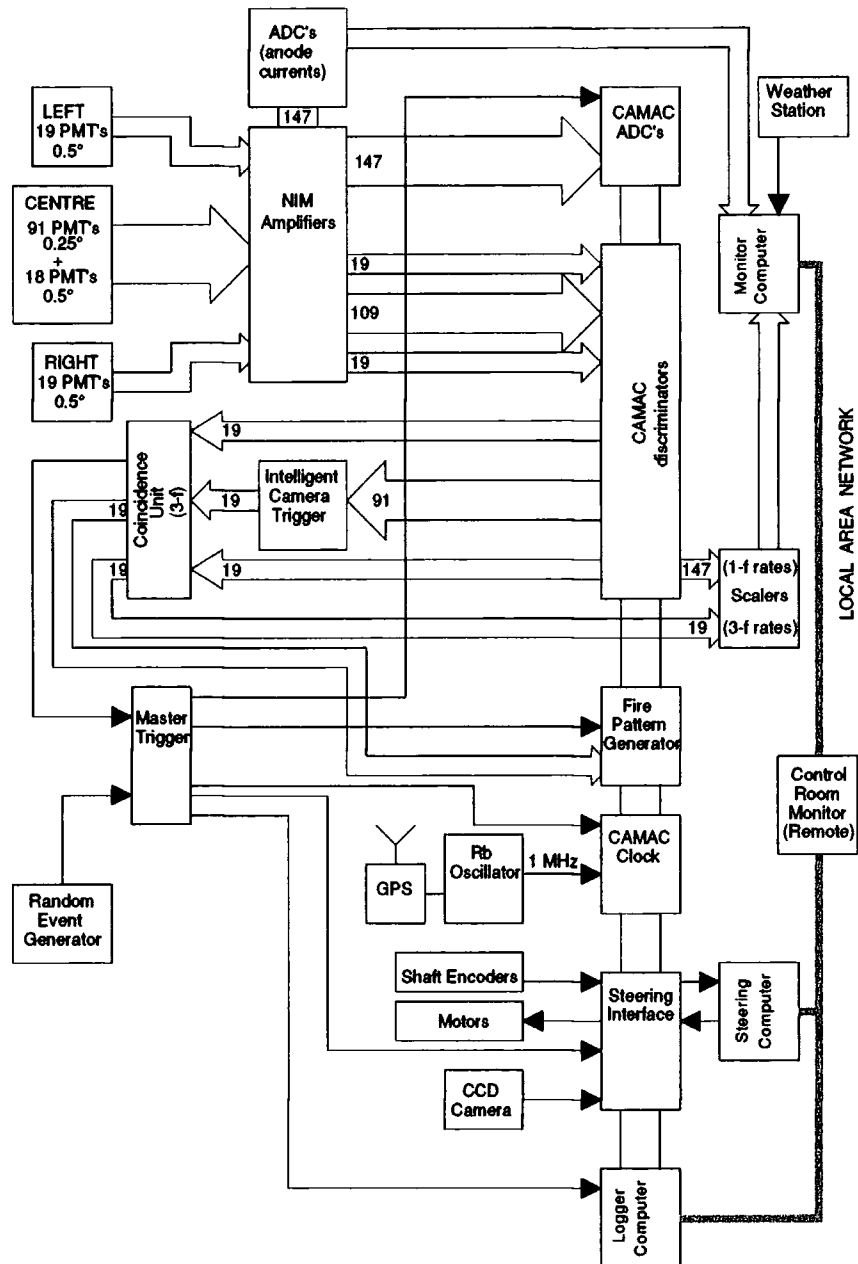 ADC's
(anode
currents)
147
LEFT
19 PMT's
0.5°
CENTRE
91 PMT's
0.25°
+
18 PMT's
0.5°
RIGHT
19 PMT's
0.5°
NIM
Amplifiers
147
19
109
19
CAMAC
ADC's
Weather
Station
Monitor
Computer
CAMAC
discriminators
LOCAL AREA NETWORK
Coincidence
Unit
(3-f)
19
19
19
Intelligent
Camera
Trigger
91
19
19
147
19
(1-f rates)
Scalers
(3-f rates)
Master
Trigger
Fire
Pattern
Generator
Control
Room
Monitor
(Remote)
Random
Event
Generator
GPS
Rb
Oscillator
1 MHz
CAMAC
Clock
Shaft Encoders
Motors
Steering
Interface
Steering
Computer
CCD
Camera
Logger
Computer